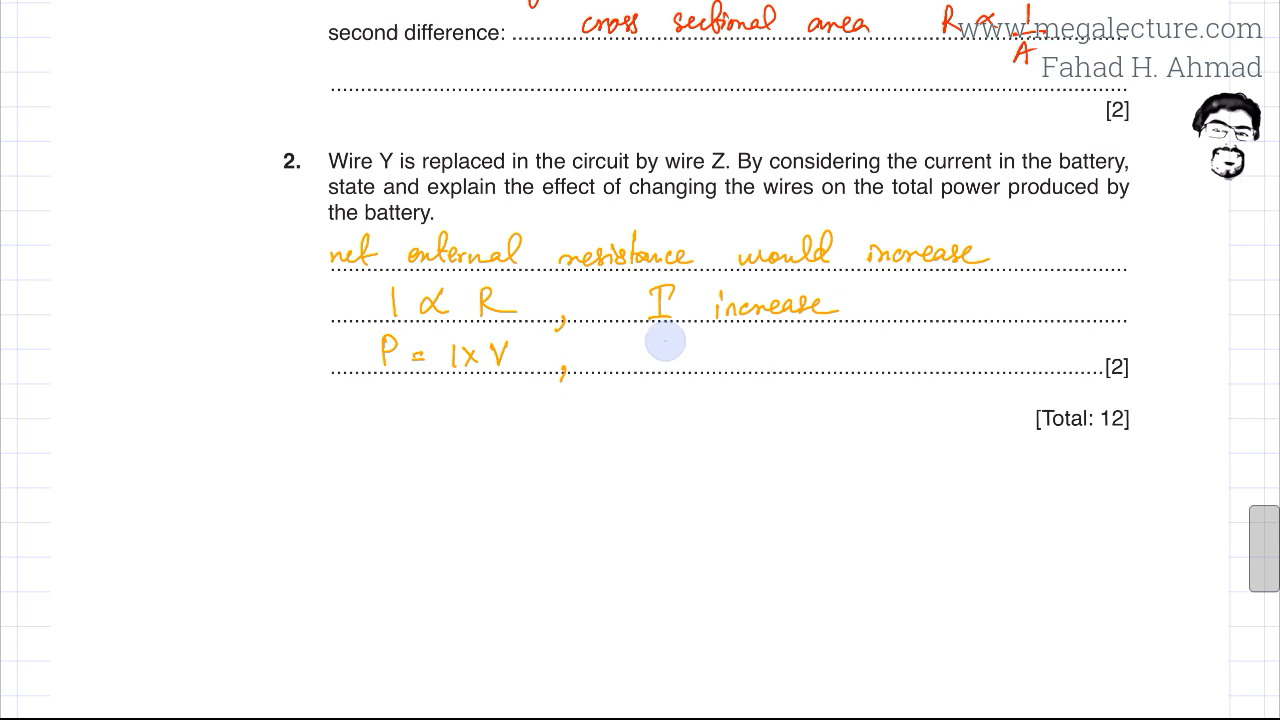 second difference: cross sectional area R ∝ 1/A
www.megalecture.com
Fahad H. Ahmad
[2]
2. Wire Y is replaced in the circuit by wire Z. By considering the current in the battery,
state and explain the effect of changing the wires on the total power produced by
the battery.
net external resistance would increase
I ∝ R , I increase
P = I x V , [2]
[Total: 12]